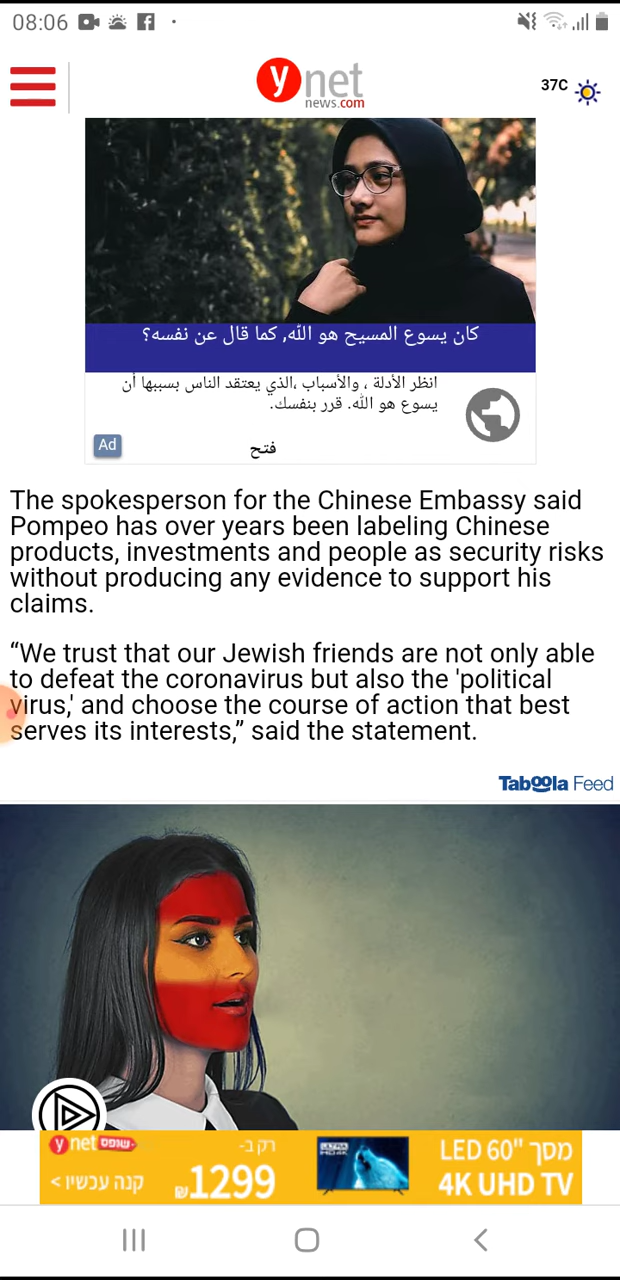 08:06
ynet
news.com
37C
كان يسوع المسيح هو الله, كما قال عن نفسه؟
انظر الأدلة ، والأسباب ،الذي يعتقد الناس بسببها أن
يسوع هو الله. قرر بنفسك.
Ad
فتح
The spokesperson for the Chinese Embassy said
Pompeo has over years been labeling Chinese
products, investments and people as security risks
without producing any evidence to support his
claims.
“We trust that our Jewish friends are not only able
to defeat the coronavirus but also the 'political
virus,' and choose the course of action that best
serves its interests,” said the statement.
Taboola Feed
ynet שופס
רק ב-
מסך "60 LED
ULTRA
HD4K
קנה עכשיו >
₪1299
4K UHD TV